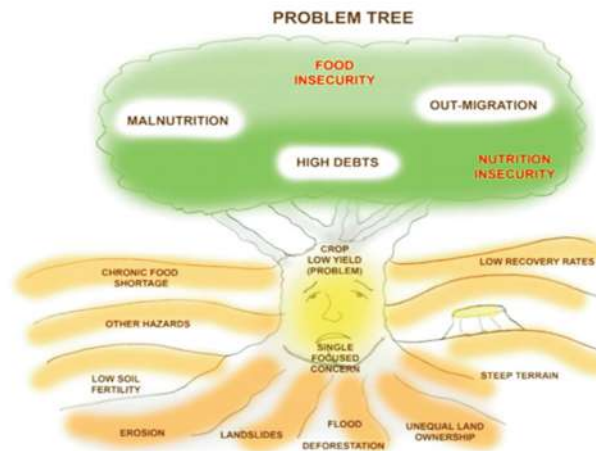 PROBLEM TREE
FOOD
INSECURITY
MALNUTRITION
OUT-MIGRATION
HIGH DEBTS
NUTRITION
INSECURITY
CROP
LOW YIELD
(PROBLEM)
CHRONIC FOOD
SHORTAGE
LOW RECOVERY RATES
OTHER HAZARDS
SINGLE
FOCUSED
CONCERN
LOW SOIL
FERTILITY
STEEP TERRAIN
EROSION
LANDSLIDES
FLOOD
DEFORESTATION
UNEQUAL LAND
OWNERSHIP